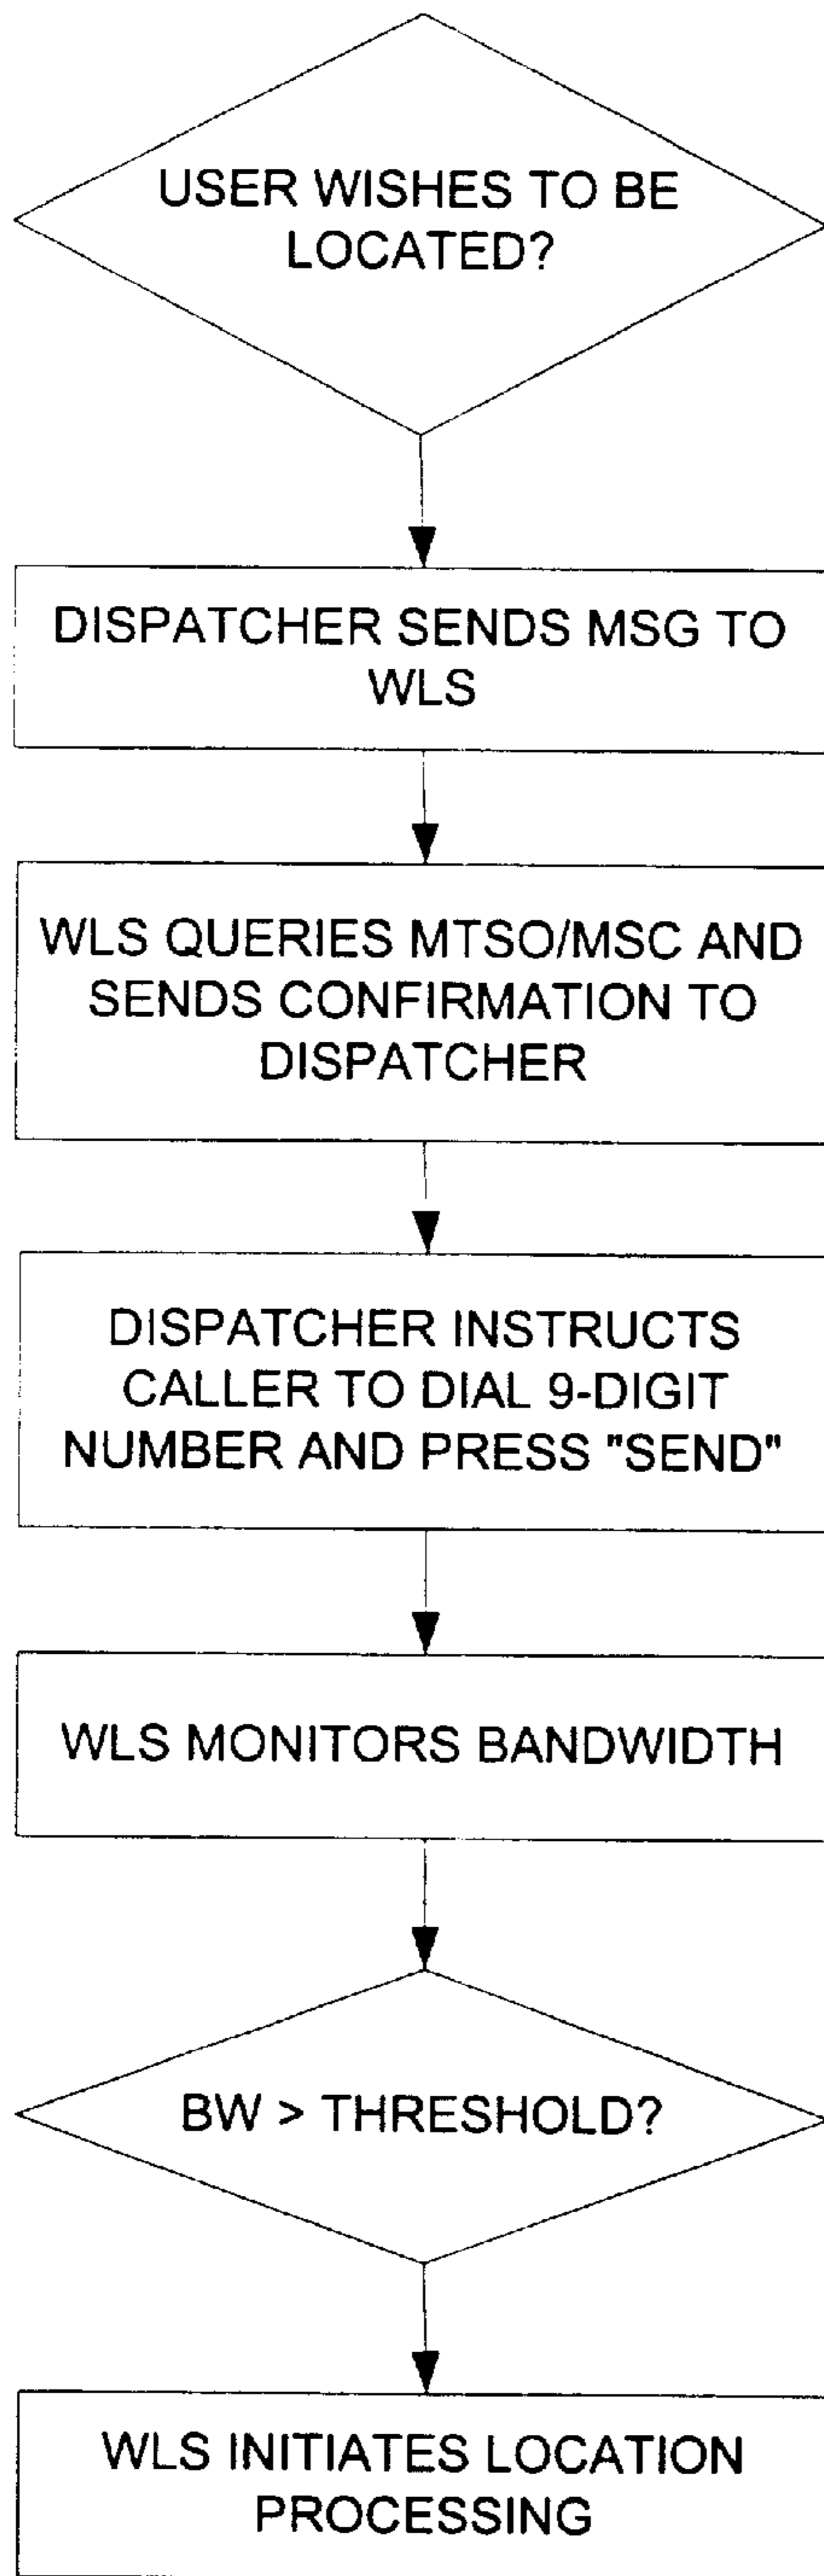 USER WISHES TO BE
LOCATED?
DISPATCHER SENDS MSG TO
WLS
WLS QUERIES MTSO/MSC AND
SENDS CONFIRMATION TO
DISPATCHER
DISPATCHER INSTRUCTS
CALLER TO DIAL 9-DIGIT
NUMBER AND PRESS "SEND"
WLS MONITORS BANDWIDTH
BW > THRESHOLD?
WLS INITIATES LOCATION
PROCESSING